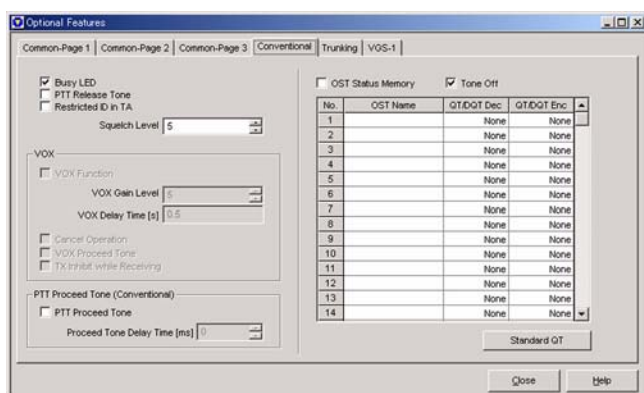 Optional Features
Common-Page 1 Common-Page 2 Common-Page 3 Conventional Trunking VGS-1
Busy LED
PTT Release Tone
Restricted ID in TA
Squelch Level 5
VOX
VOX Function
VOX Gain Level 5
VOX Delay Time [s] 0.5
Cancel Operation
VOX Proceed Tone
TX Inhibit while Receiving
PTT Proceed Tone (Conventional)
PTT Proceed Tone
Proceed Tone Delay Time [ms] 0
OST Status Memory Tone Off
No. OST Name QT/DQT Dec QT/DQT Enc
1 None None
2 None None
3 None None
4 None None
5 None None
6 None None
7 None None
8 None None
9 None None
10 None None
11 None None
12 None None
13 None None
14 None None
Standard QT
Close Help